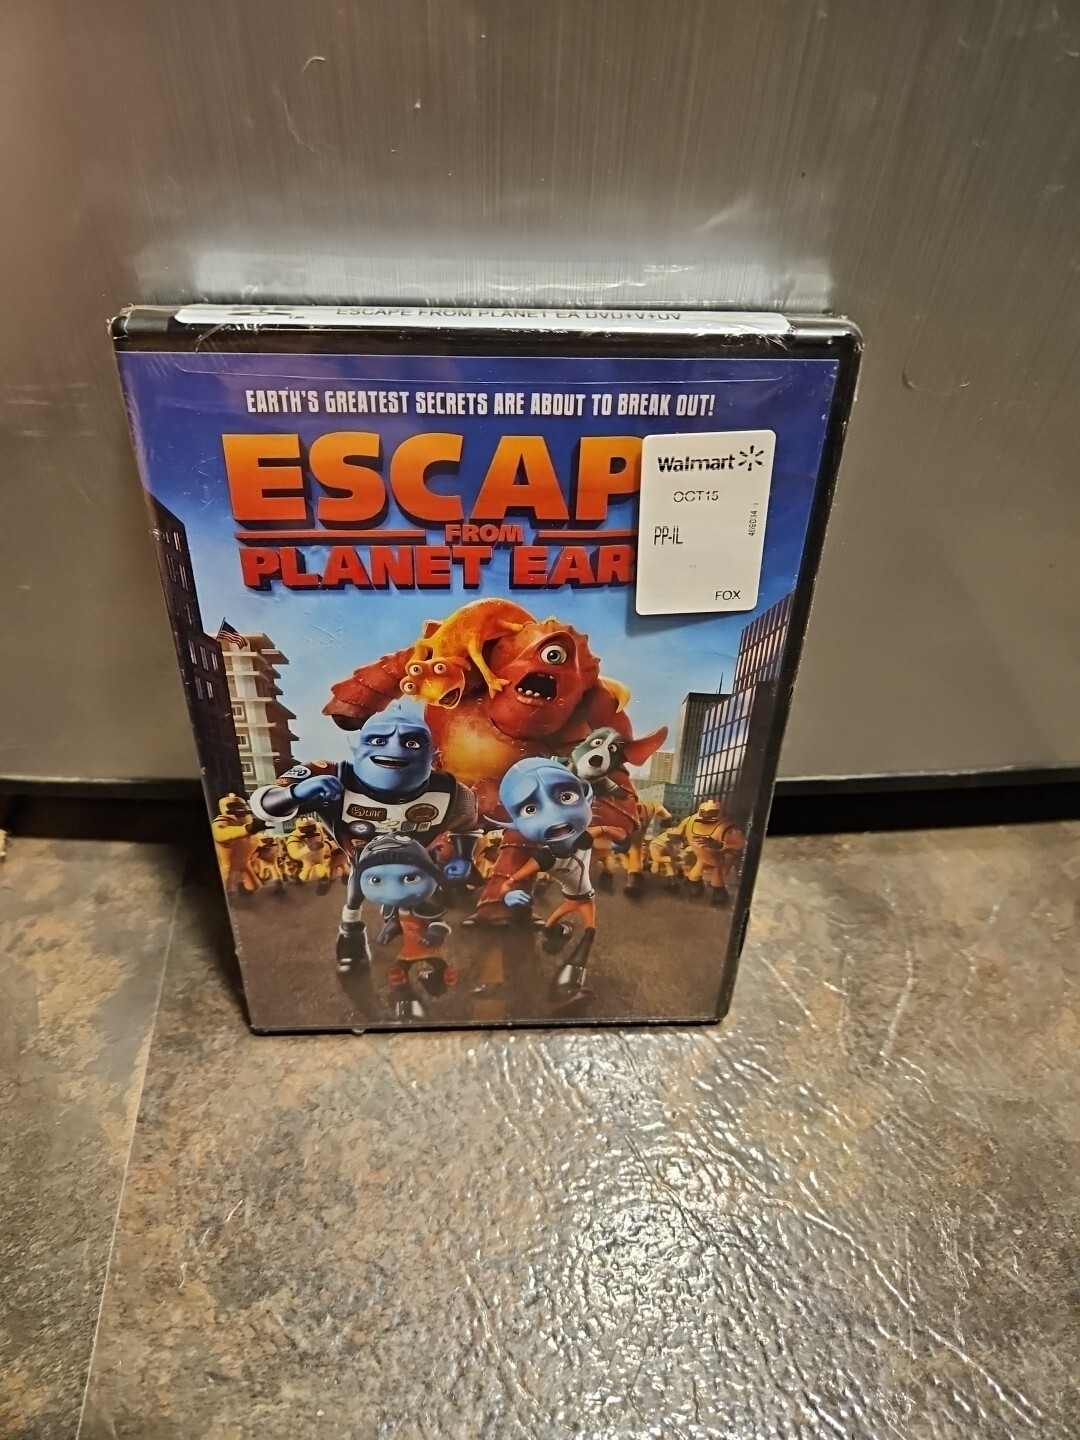 ESCAPE FROM PLANET EA DVD+V+UV
EARTH'S GREATEST SECRETS ARE ABOUT TO BREAK OUT!
ESCAP
FROM
PLANET EAR
Walmart
OCT15
PP-IL
FOX